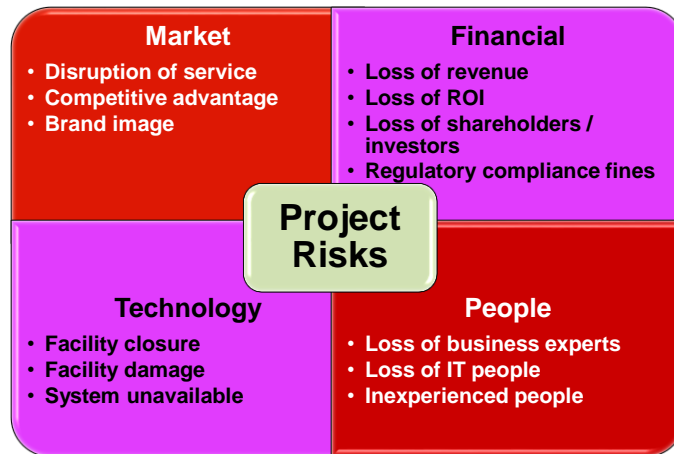 Market
• Disruption of service
• Competitive advantage
• Brand image
Financial
• Loss of revenue
• Loss of ROI
• Loss of shareholders /
investors
• Regulatory compliance fines
Project
Risks
Technology
• Facility closure
• Facility damage
• System unavailable
People
• Loss of business experts
• Loss of IT people
• Inexperienced people